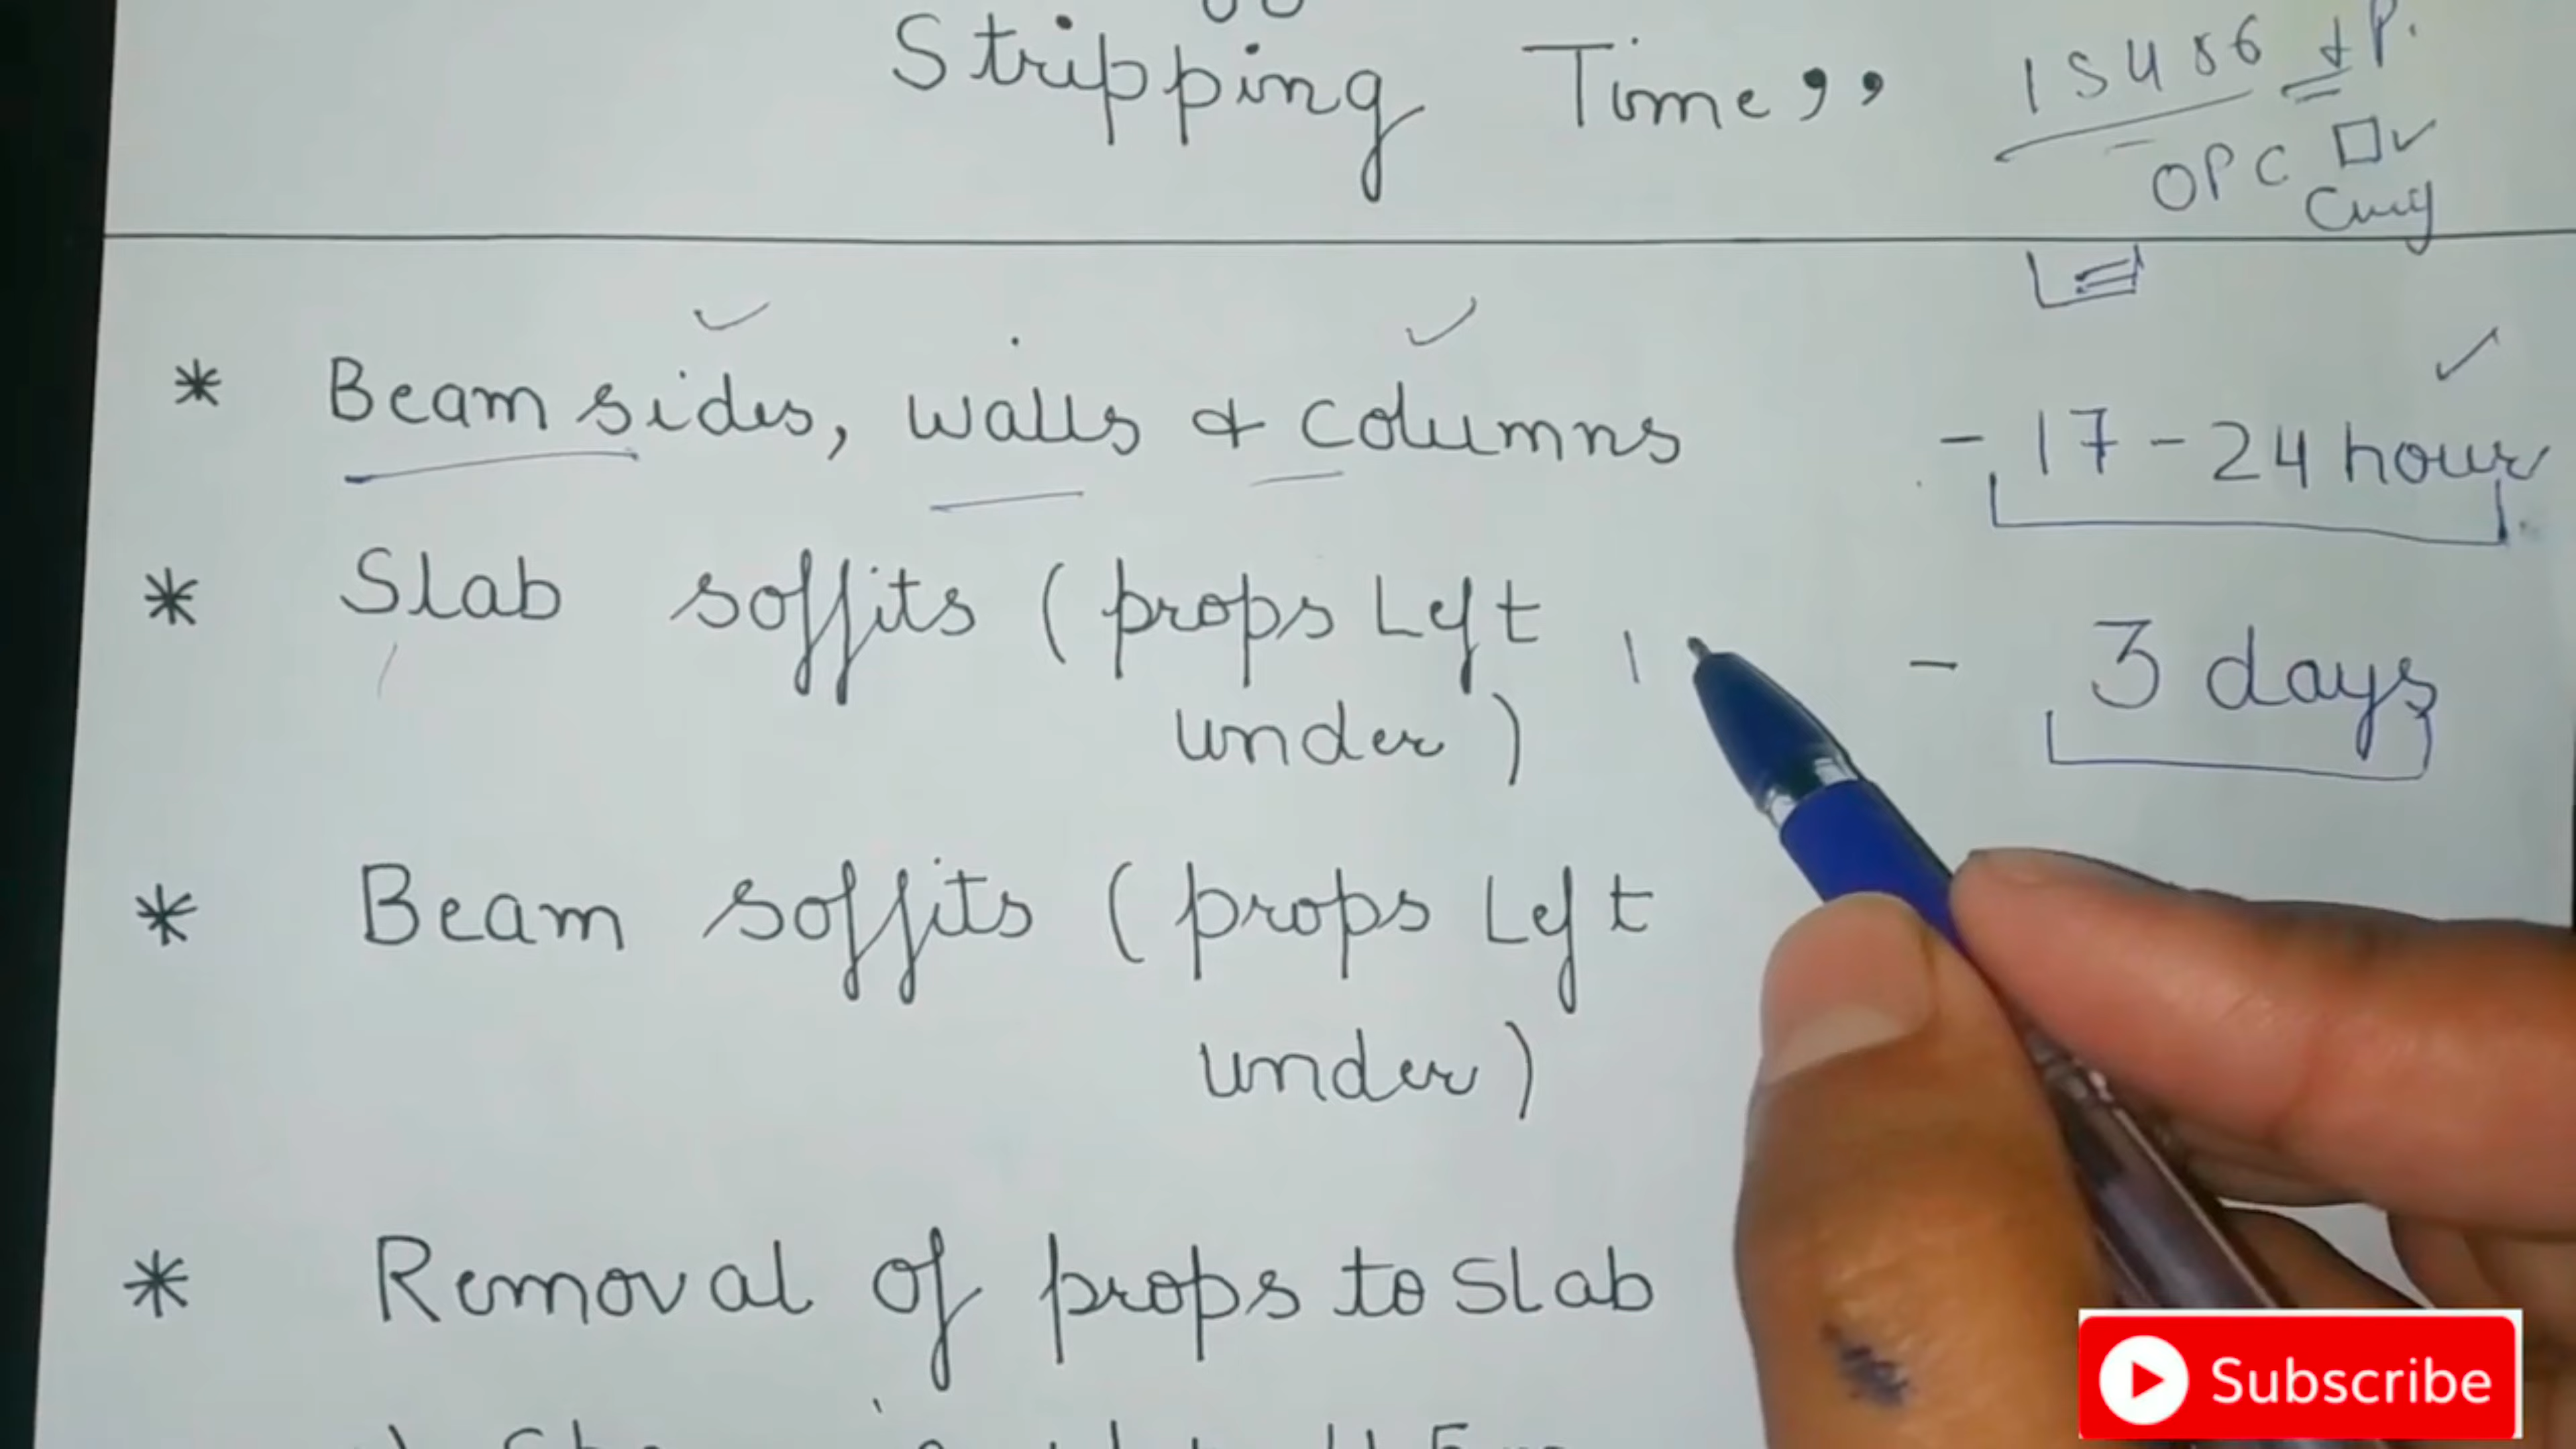 Stripping Time ,,
IS 456 & P.
OPC
* Beam sides, walls & columns - 17 - 24 hour
* Slab soffits ( props Left - 3 days
under )
* Beam soffits ( props Left
under )
* Removal of props to Slab
Subscribe